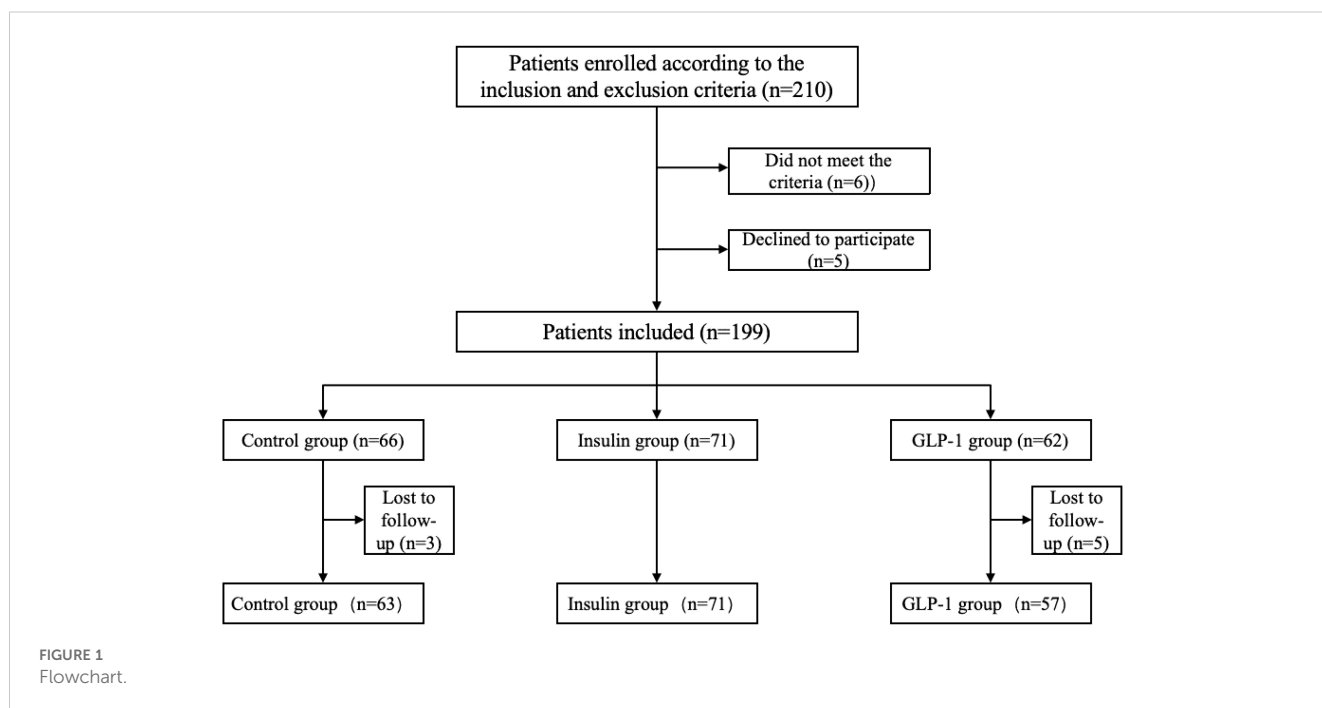 Patients enrolled according to the
inclusion and exclusion criteria (n=210)
Did not meet the
criteria (n=6))
Declined to participate
(n=5)
Patients included (n=199)
Control group (n=66)
Insulin group (n=71)
GLP-1 group (n=62)
Lost to
follow-
up (n=3)
Lost to
follow-
up (n=5)
Control group（n=63）
Insulin group（n=71）
GLP-1 group（n=57）
FIGURE 1
Flowchart.